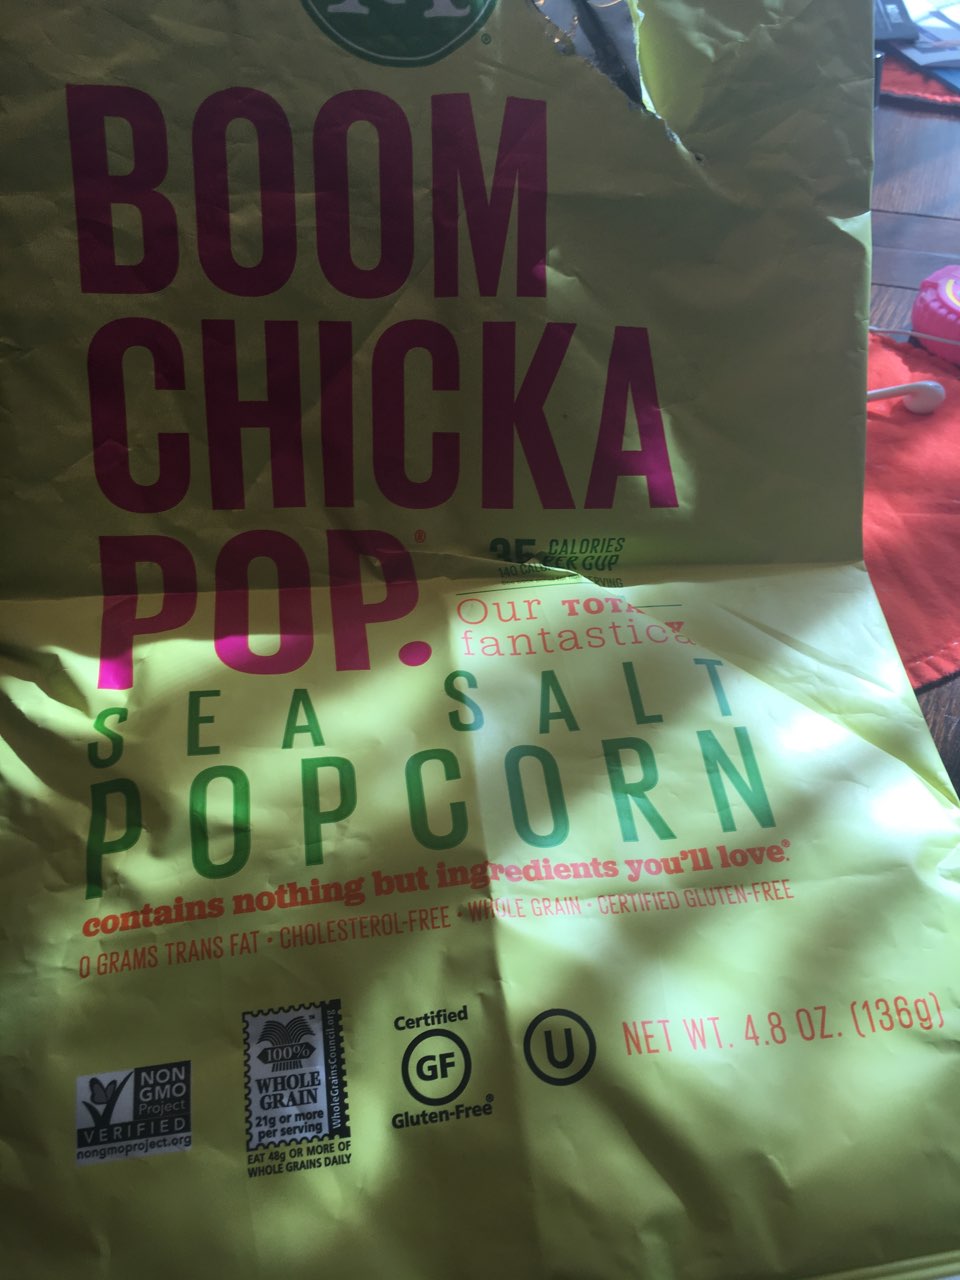 BOOM
CHICKA
POP.®
35 CALORIES
PER CUP
Our
fantastic
SEA SALT
POPCORN
contains nothing but ingredients you'll love®
0 GRAMS TRANS FAT • CHOLESTEROL-FREE • WHOLE GRAIN • CERTIFIED GLUTEN-FREE
NON
GMO
Project
VERIFIED
nongmoproject.org
100%
WHOLE
GRAIN
21g or more
per serving
WholeGrainsCouncil.org
EAT 48g OR MORE OF
WHOLE GRAINS DAILY
Certified
GF
Gluten-Free®
U
NET WT. 4.8 OZ. (136g)